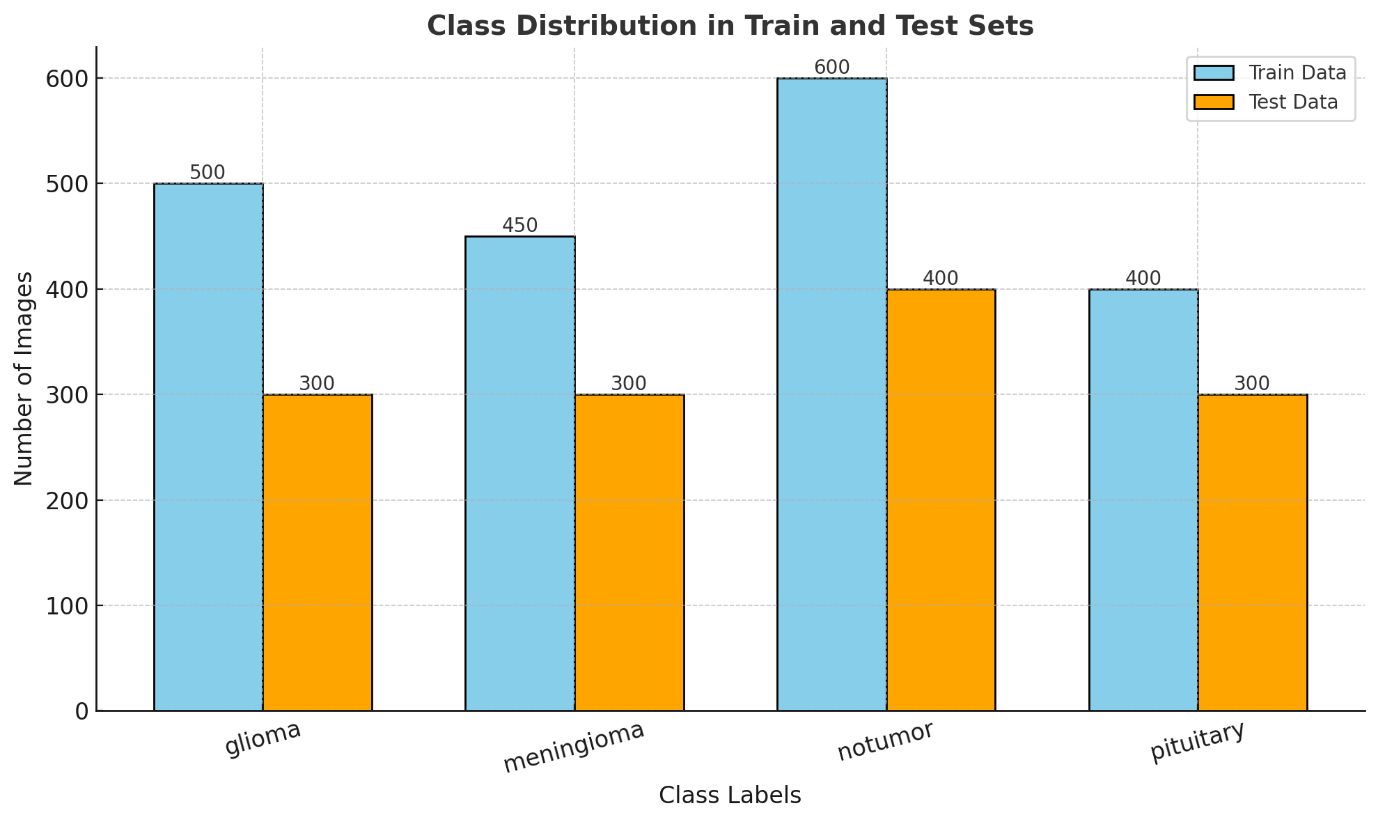 Class Distribution in Train and Test Sets
Train Data
Test Data
Number of Images
600
500
400
300
200
100
0
500
300
450
300
600
400
400
300
glioma
meningioma
notumor
pituitary
Class Labels